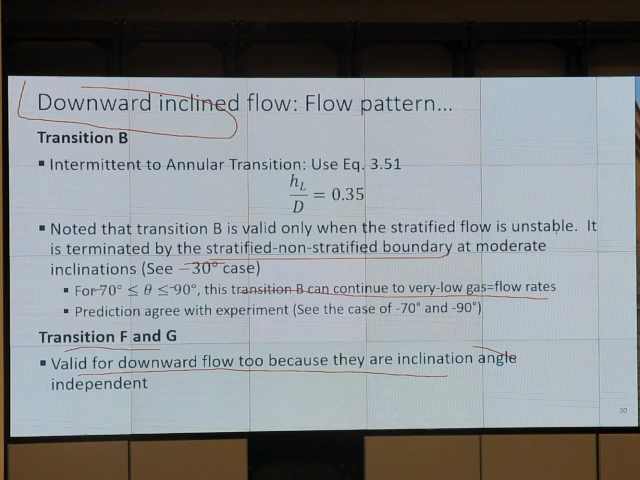 Downward inclined flow: Flow pattern...
Transition B
▪ Intermittent to Annular Transition: Use Eq. 3.51
h_L/D = 0.35
▪ Noted that transition B is valid only when the stratified flow is unstable. It
is terminated by the stratified-non-stratified boundary at moderate
inclinations (See −30° case)
▪ For 70° ≤ θ ≤ -90°, this transition B can continue to very-low gas=flow rates
▪ Prediction agree with experiment (See the case of -70° and -90°)
Transition F and G
▪ Valid for downward flow too because they are inclination angle
independent
30